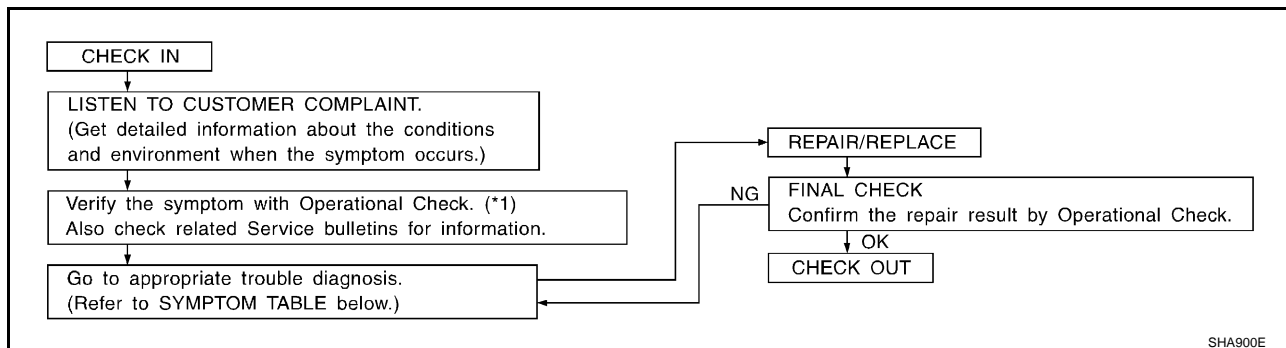 CHECK IN
LISTEN TO CUSTOMER COMPLAINT.
(Get detailed information about the conditions
and environment when the symptom occurs.)
Verify the symptom with Operational Check. (*1)
Also check related Service bulletins for information.
Go to appropriate trouble diagnosis.
(Refer to SYMPTOM TABLE below.)
REPAIR/REPLACE
NG
FINAL CHECK
Confirm the repair result by Operational Check.
OK
CHECK OUT
SHA900E